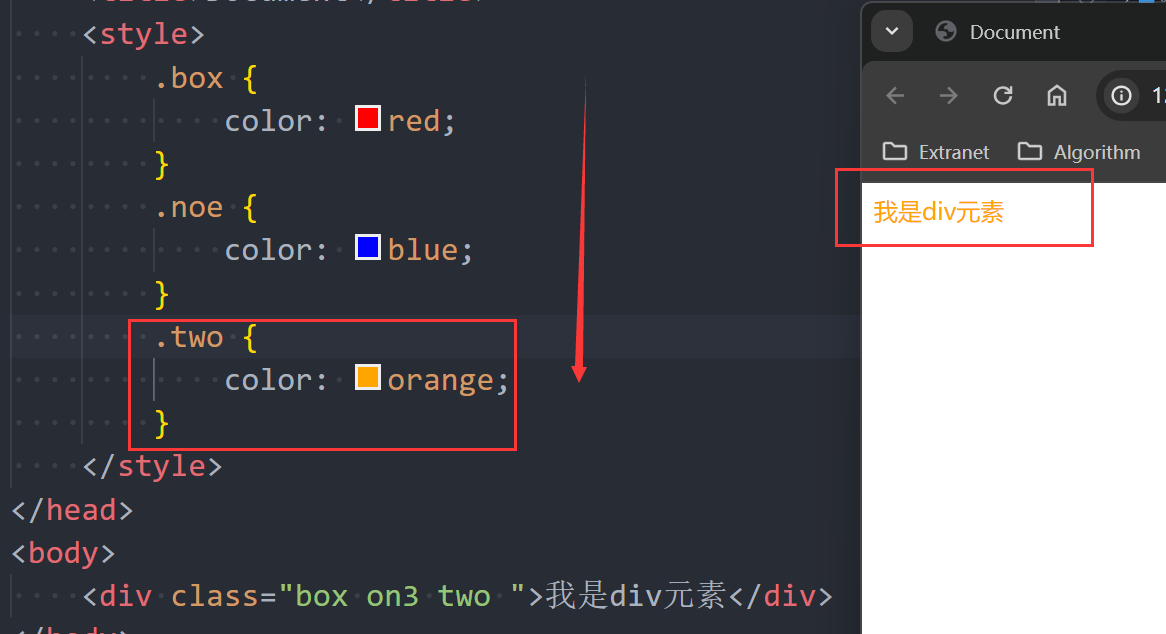 <style>
.box {
color: red;
}
.noe {
color: blue;
}
.two {
color: orange;
}
</style>
</head>
<body>
<div class="box on3 two ">我是div元素</div>
Document
Extranet
Algorithm
我是div元素